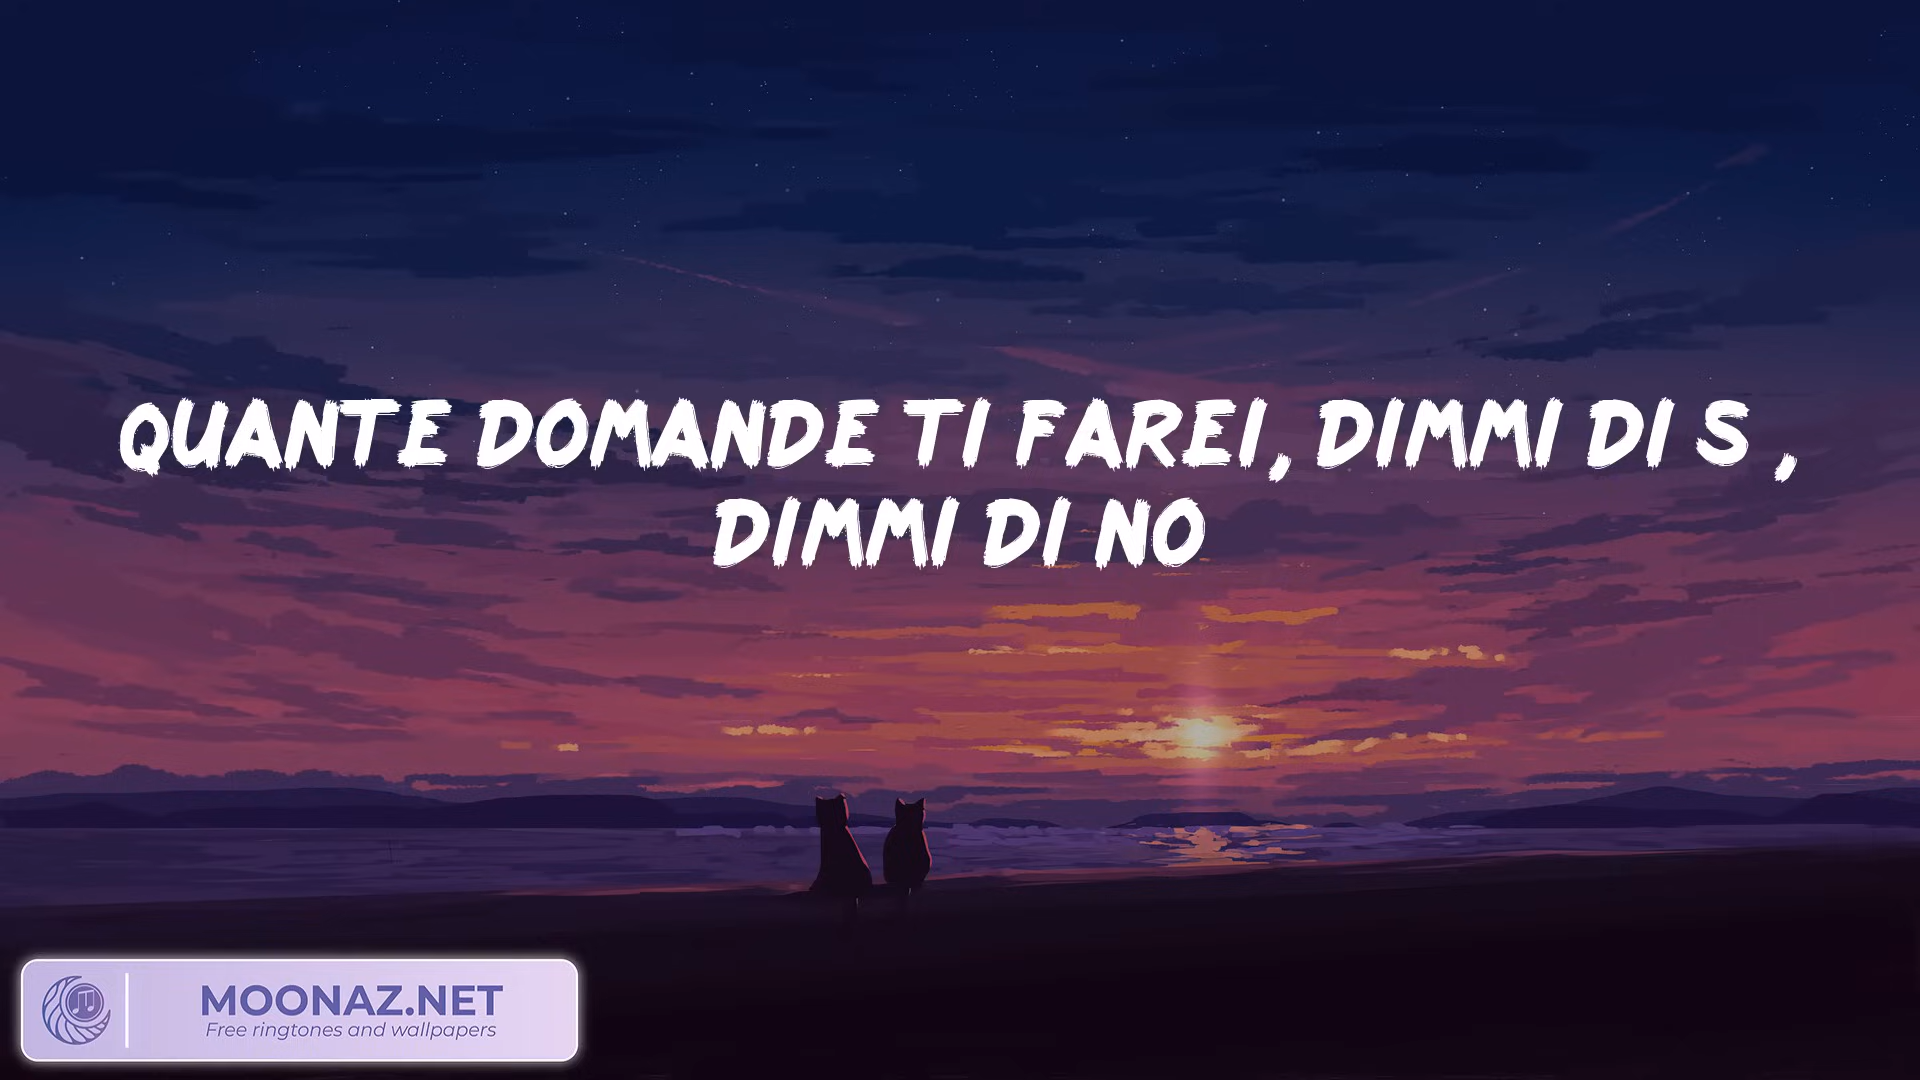 QUANTE DOMANDE TI FAREI, DIMMI DI S ,
DIMMI DI NO
MOONAZ.NET
Free ringtones and wallpapers